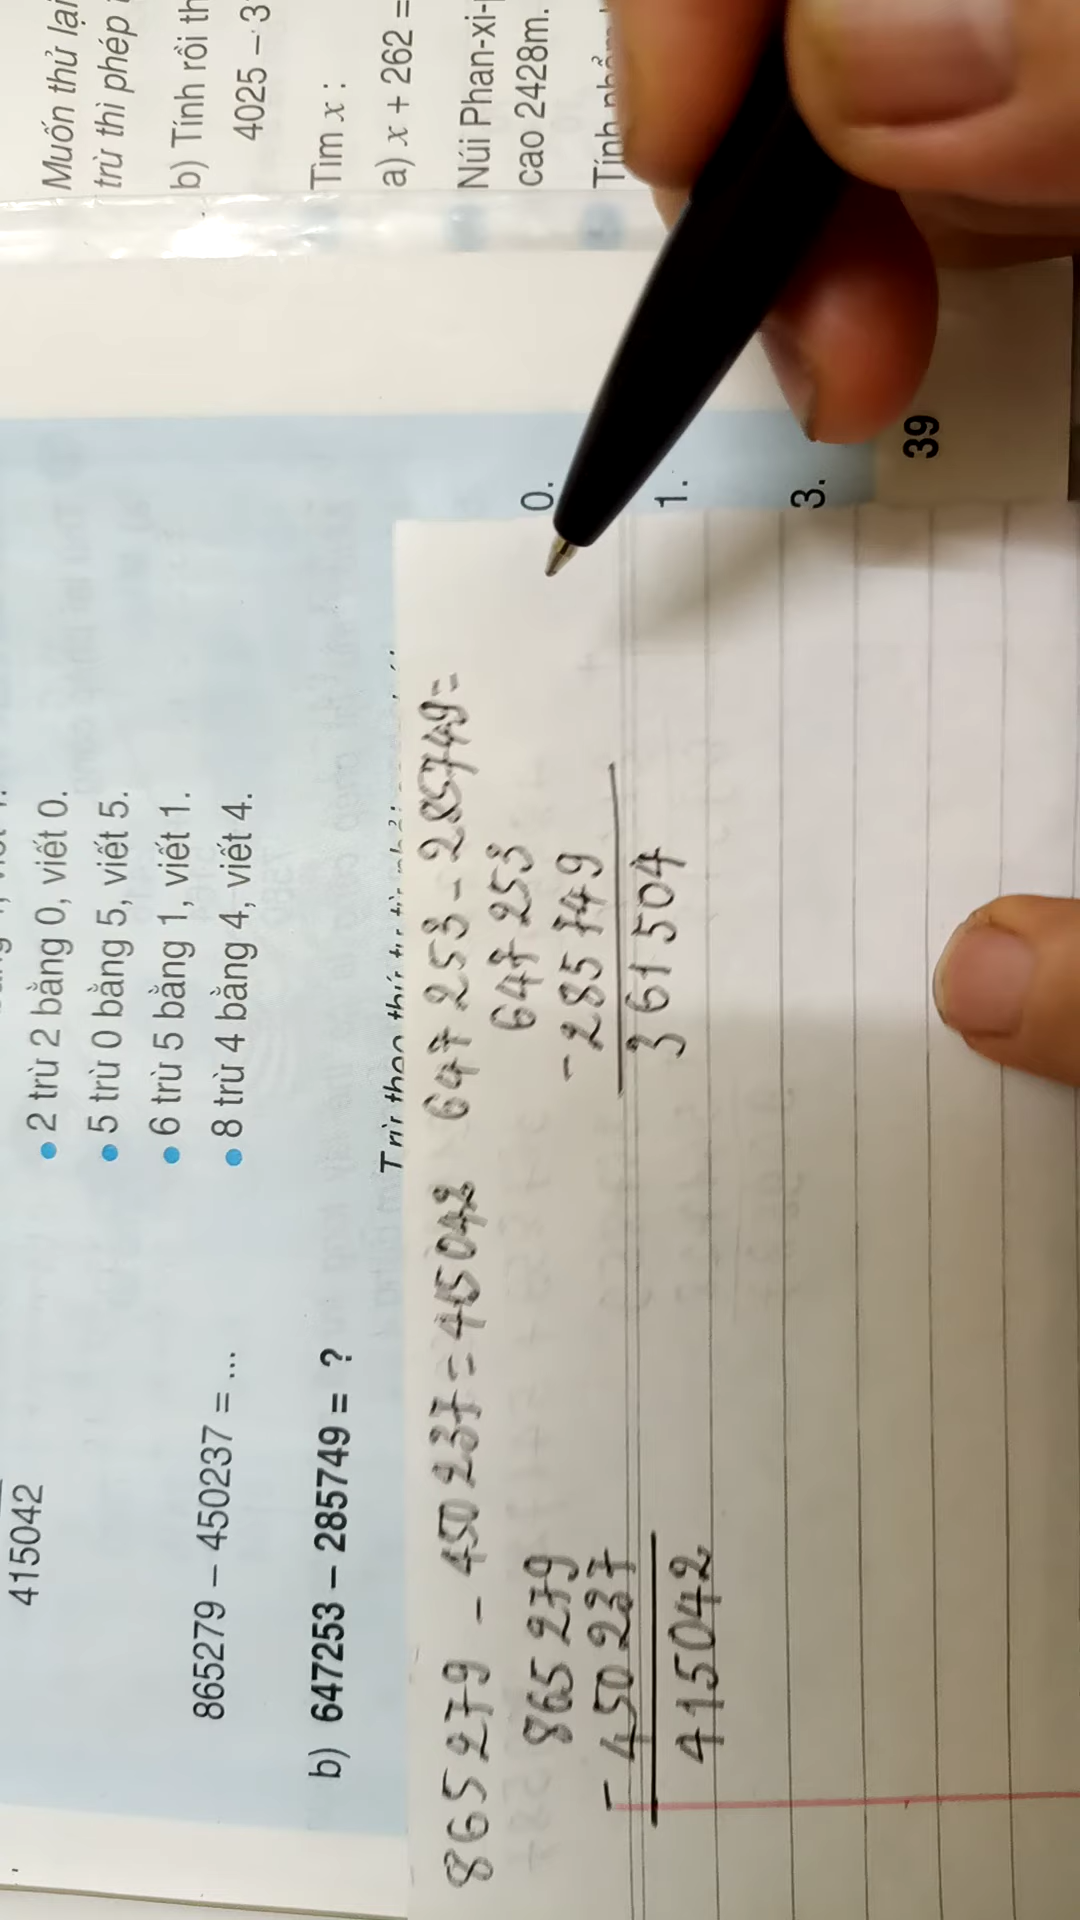 415042
• 2 trừ 2 bằng 0, viết 0.
• 5 trừ 0 bằng 5, viết 5.
• 6 trừ 5 bằng 1, viết 1.
• 8 trừ 4 bằng 4, viết 4.
865279 – 450237 = ...
b) 647253 – 285749 = ?
0.
1.
3.
39
865279 - 450237 = 415042
865279
- 450237
415042
647253 - 285749 =
647253
- 285749
361504
Muốn thử lại
trừ thì phép
b) Tính rồi th
4025 – 3
Tìm x :
a) x + 262 =
Núi Phan-xi-
cao 2428m.
Tính